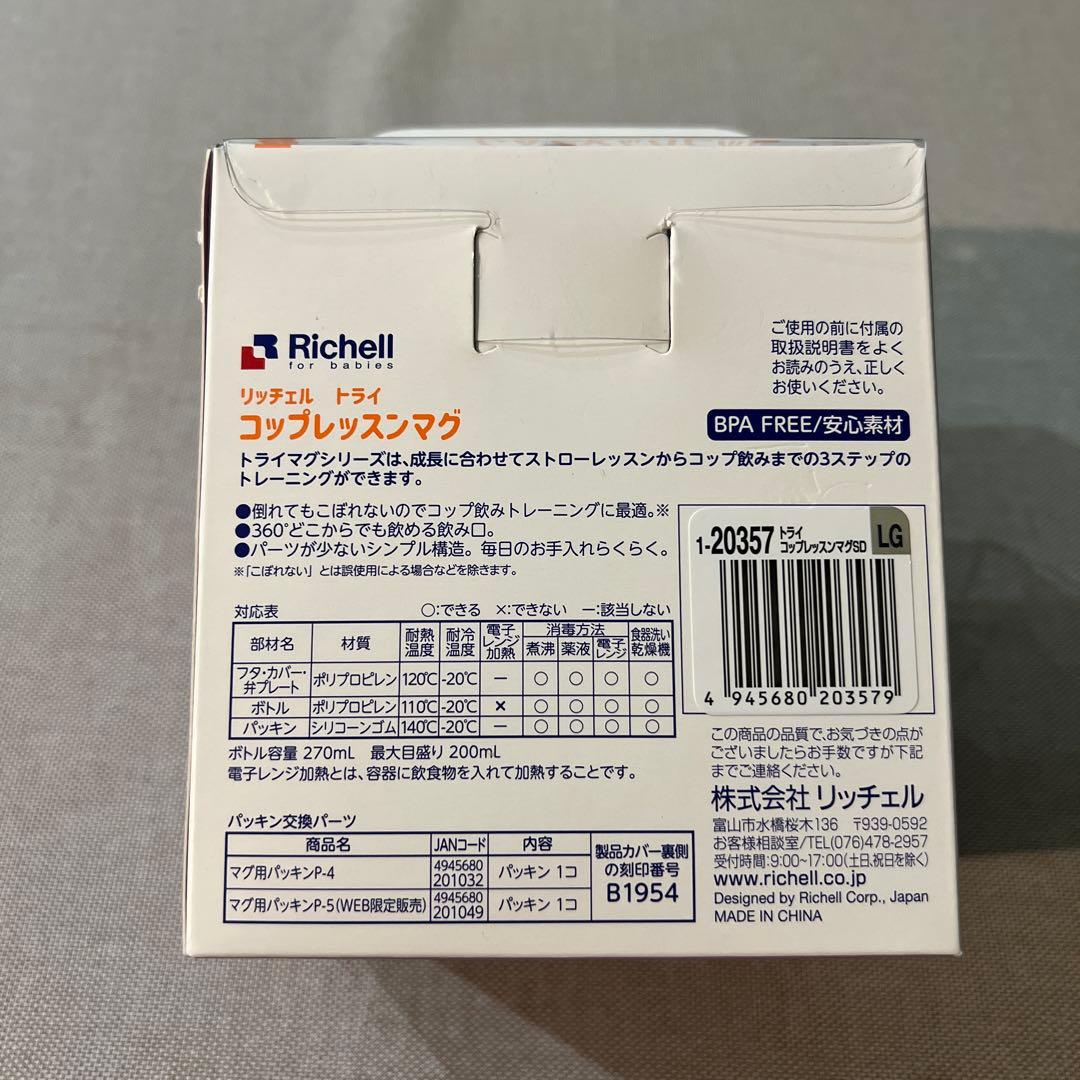 Richell
for babies
リッチェル トライ
コップレッスンマグ
ご使用の前に付属の
取扱説明書をよく
お読みのうえ、正しく
お使いください。
BPA FREE/安心素材
トライマグシリーズは、成長に合わせてストローレッスンからコップ飲みまでの3ステップの
トレーニングができます。
●倒れてもこぼれないのでコップ飲みトレーニングに最適。※
●360°どこからでも飲める飲み口。
●パーツが少ないシンプル構造。毎日のお手入れらくらく。
※「こぼれない」とは誤使用による場合などを除きます。
1-20357 トライ
コップレッスンマグSD
LG
4 945680 203579
対応表 ○:できる ×:できない ー:該当しない
部材名 材質 耐熱温度 耐冷温度 電子レンジ加熱 消毒方法 煮沸 薬液 電子レンジ 食器洗い乾燥機
フタ・カバー・弁プレート ポリプロピレン 120℃ -20℃ ー ○ ○ ○ ○
ボトル ポリプロピレン 110℃ -20℃ × ○ ○ ○ ○
パッキン シリコーンゴム 140℃ -20℃ ー ○ ○ ○ ○
ボトル容量 270mL 最大目盛り 200mL
電子レンジ加熱とは、容器に飲食物を入れて加熱することです。
パッキン交換パーツ
商品名 JANコード 内容 製品カバー裏側の刻印番号
マグ用パッキンP-4 4945680 201032 パッキン 1コ B1954
マグ用パッキンP-5(WEB限定販売) 4945680 201049 パッキン 1コ
この商品の品質で、お気づきの点が
ございましたらお手数ですが下記
までご連絡ください。
株式会社 リッチェル
富山市水橋桜木136 〒939-0592
お客様相談室/TEL(076)478-2957
受付時間:9:00~17:00(土日、祝日を除く)
www.richell.co.jp
Designed by Richell Corp., Japan
MADE IN CHINA